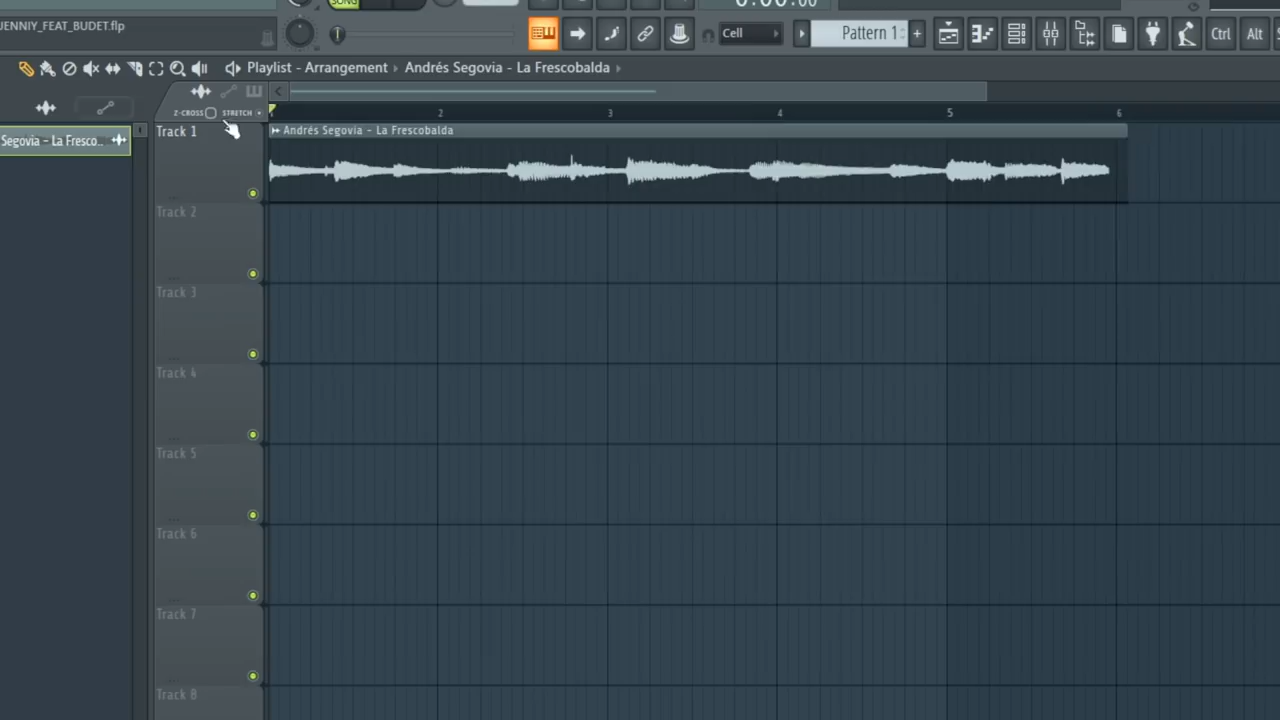 SONG
0:00:00
JENNIY_FEAT_BUDET.flp
Cell
Pattern 1
+
Ctrl
Alt
Playlist - Arrangement › Andrés Segovia - La Frescobalda ›
Z-CROSS STRETCH
2 3 4 5 6
Segovia - La Fresco..
Track 1
Andrés Segovia - La Frescobalda
Track 2
Track 3
Track 4
Track 5
Track 6
Track 7
Track 8